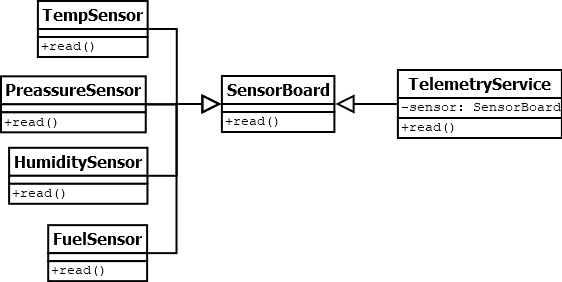 TempSensor
+read()
PreassureSensor
+read()
HumiditySensor
+read()
FuelSensor
+read()
SensorBoard
+read()
TelemetryService
-sensor: SensorBoard
+read()